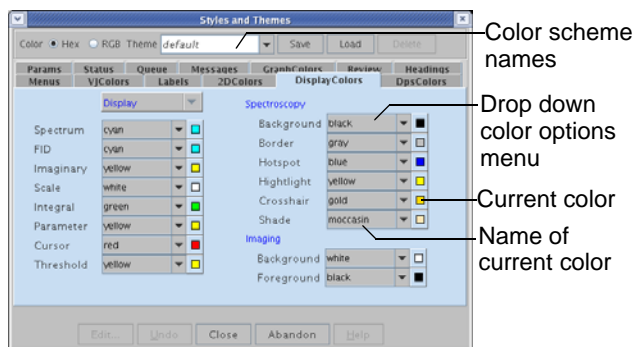 Styles and Themes
Color Hex RGB Theme default Save Load Delete
Params Status Queue Messages GraphColors Review Headings
Menus VJColors Labels 2DColors DisplayColors DpsColors
Display
Spectrum cyan
FID cyan
Imaginary yellow
Scale white
Integral green
Parameter yellow
Cursor red
Threshold yellow
Spectroscopy
Background black
Border gray
Hotspot blue
Hightlight yellow
Crosshair gold
Shade moccasin
Imaging
Background white
Foreground black
Edit... Undo Close Abandon Help
Color scheme
names
Drop down
color options
menu
Current color
Name of
current color